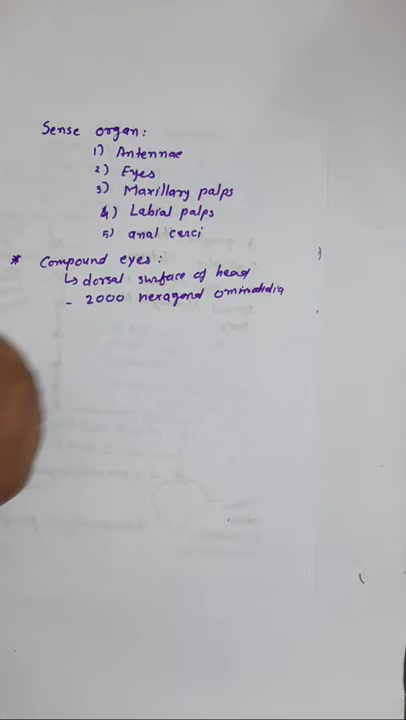 Sense organ:
1) Antennae
2) Eyes
3) Maxillary palps
4) Labial palps
5) anal cerci
* Compound eyes:
↳ dorsal surface of head
- 2000 hexagonal ommatidia